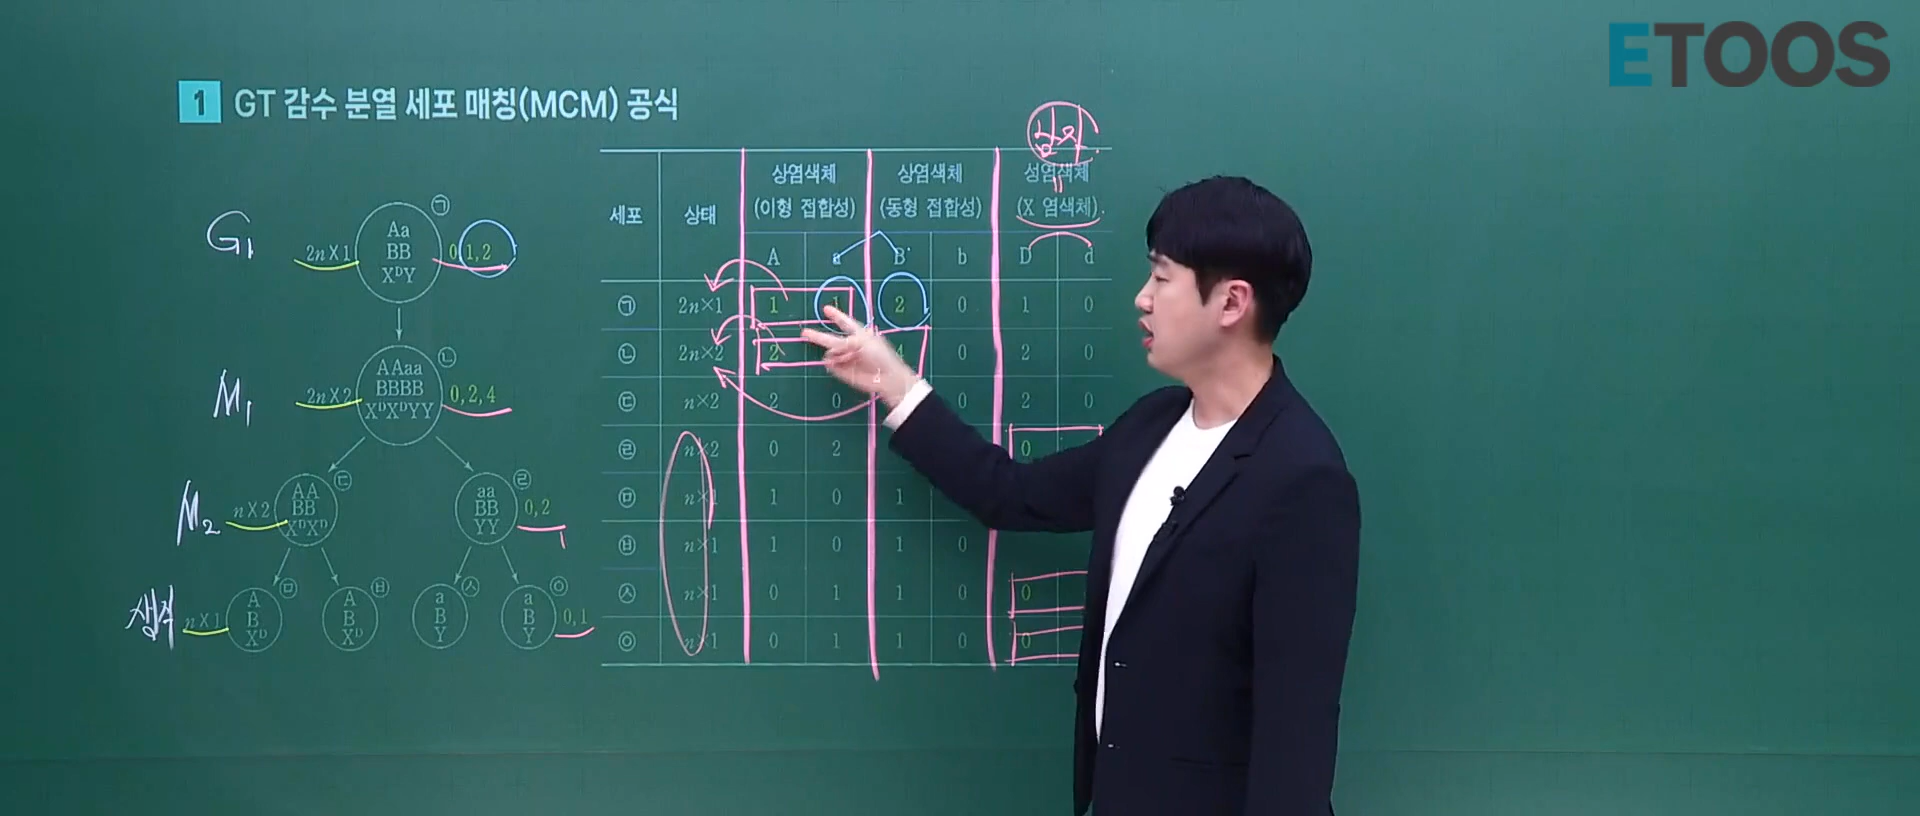 ETOOS
1 GT 감수 분열 세포 매칭(MCM) 공식
G₁
2n×1
Aa
BB
XᴰY
㉠
0,1,2
M₁
2n×2
AAaa
BBBB
XᴰXᴰYY
㉡
0,2,4
M₂
n×2
AA
BB
XᴰXᴰ
㉢
aa
BB
YY
㉣
0,2
생식
n×1
A
B
Xᴰ
㉤
A
B
Xᴰ
㉥
a
B
Y
㉦
a
B
Y
㉧
0,1
남자
세포 상태 상염색체 (이형 접합성) 상염색체 (동형 접합성) 성염색체 (X 염색체)
A a B b D d
㉠ 2n×1 1 1 2 0 1 0
㉡ 2n×2 2 4 0 2 0
㉢ n×2 2 0 0 2 0
㉣ n×2 0 2 0
㉤ n×1 1 0 1
㉥ n×1 1 0 1 0
㉦ n×1 0 1 1 0 0
㉧ n×1 0 1 1 0 0